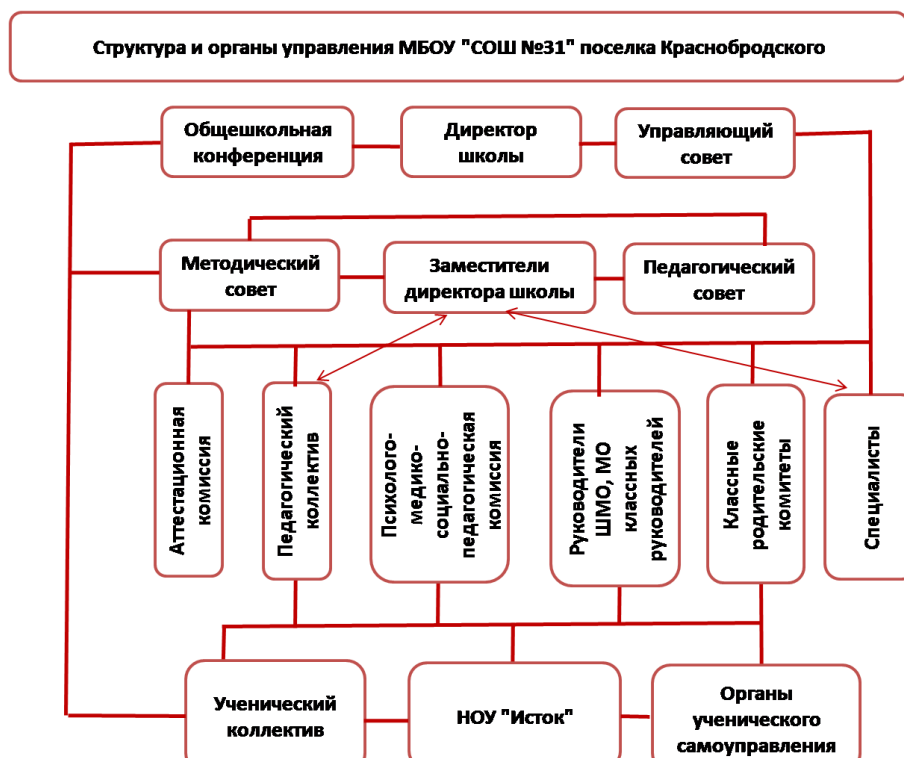 Структура и органы управления МБОУ "СОШ №31" поселка Краснобродского
Общешкольная
конференция
Директор
школы
Управляющий
совет
Методический
совет
Заместители
директора школы
Педагогический
совет
Аттестационная
комиссия
Педагогический
коллектив
Психолого-
медико-
социально-
педагогическая
комиссия
Руководители
ШМО, МО
классных
руководителей
Классные
родительские
комитеты
Специалисты
Ученический
коллектив
НОУ "Исток"
Органы
ученического
самоуправления